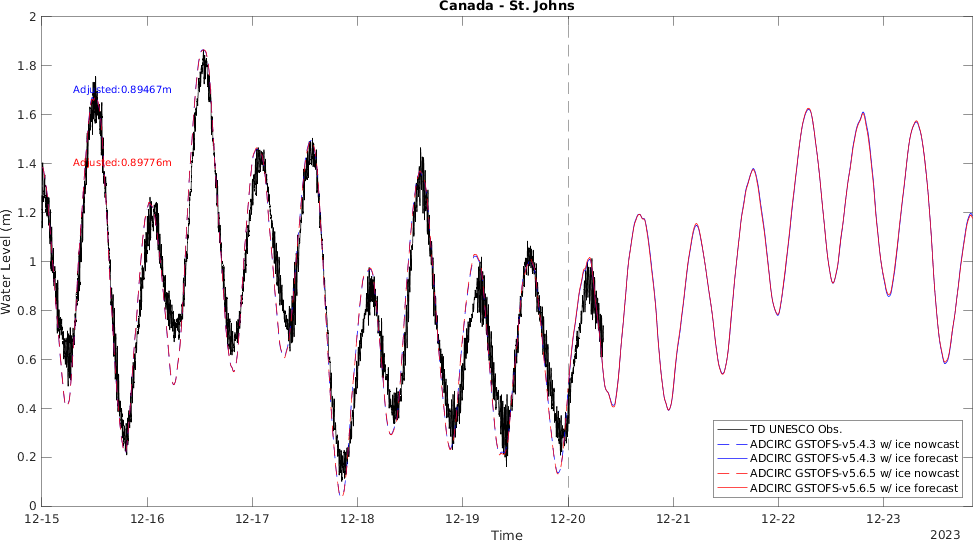 Canada - St. Johns
Adjusted:0.89467m
Adjusted:0.89776m
Water Level (m)
2
1.8
1.6
1.4
1.2
1
0.8
0.6
0.4
0.2
0
TD UNESCO Obs.
ADCIRC GSTOFS-v5.4.3 w/ ice nowcast
ADCIRC GSTOFS-v5.4.3 w/ ice forecast
ADCIRC GSTOFS-v5.6.5 w/ ice nowcast
ADCIRC GSTOFS-v5.6.5 w/ ice forecast
12-15 12-16 12-17 12-18 12-19 12-20 12-21 12-22 12-23
Time
2023